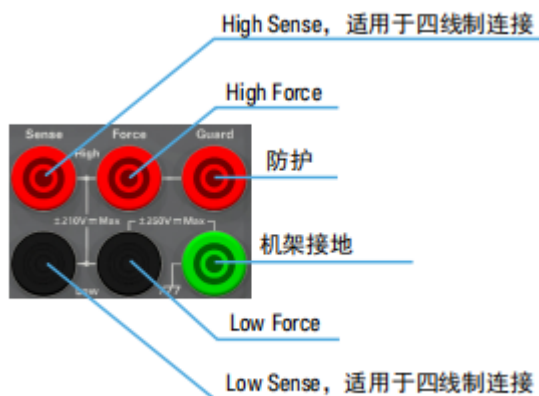 High Sense，适用于四线制连接
High Force
Sense Force Guard
High
防护
±210V Max ±250V Max
机架接地
Low
Low Force
Low Sense，适用于四线制连接